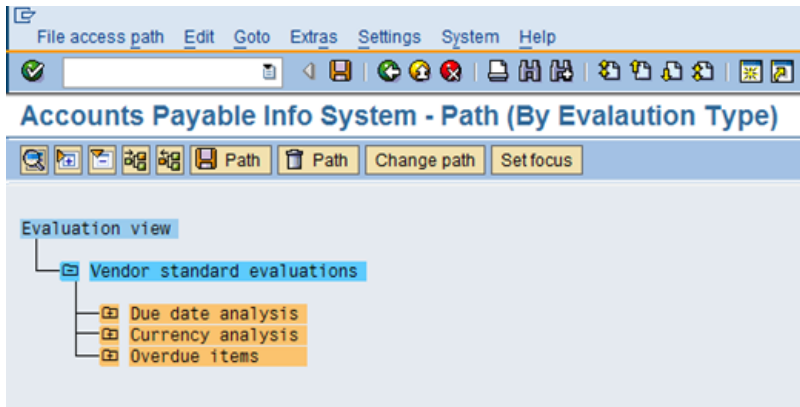 File access path Edit Goto Extras Settings System Help
Accounts Payable Info System - Path (By Evalaution Type)
Path Path Change path Set focus
Evaluation view
Vendor standard evaluations
Due date analysis
Currency analysis
Overdue items